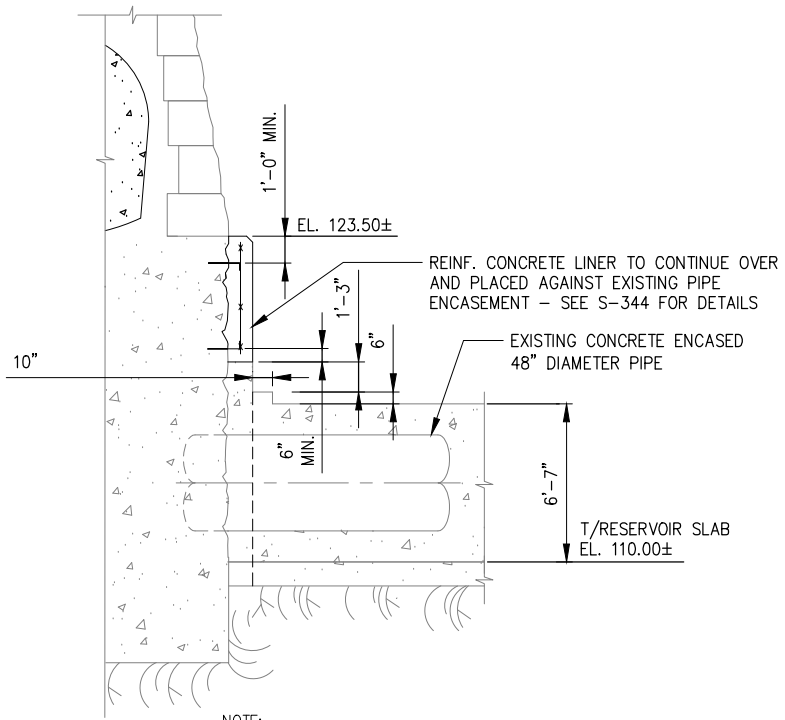 1'-0" MIN.
EL. 123.50±
REINF. CONCRETE LINER TO CONTINUE OVER
AND PLACED AGAINST EXISTING PIPE
ENCASEMENT – SEE S-344 FOR DETAILS
1'-3"
6"
EXISTING CONCRETE ENCASED
48" DIAMETER PIPE
10"
6"
MIN.
6'-7"
T/RESERVOIR SLAB
EL. 110.00±
NOTE: